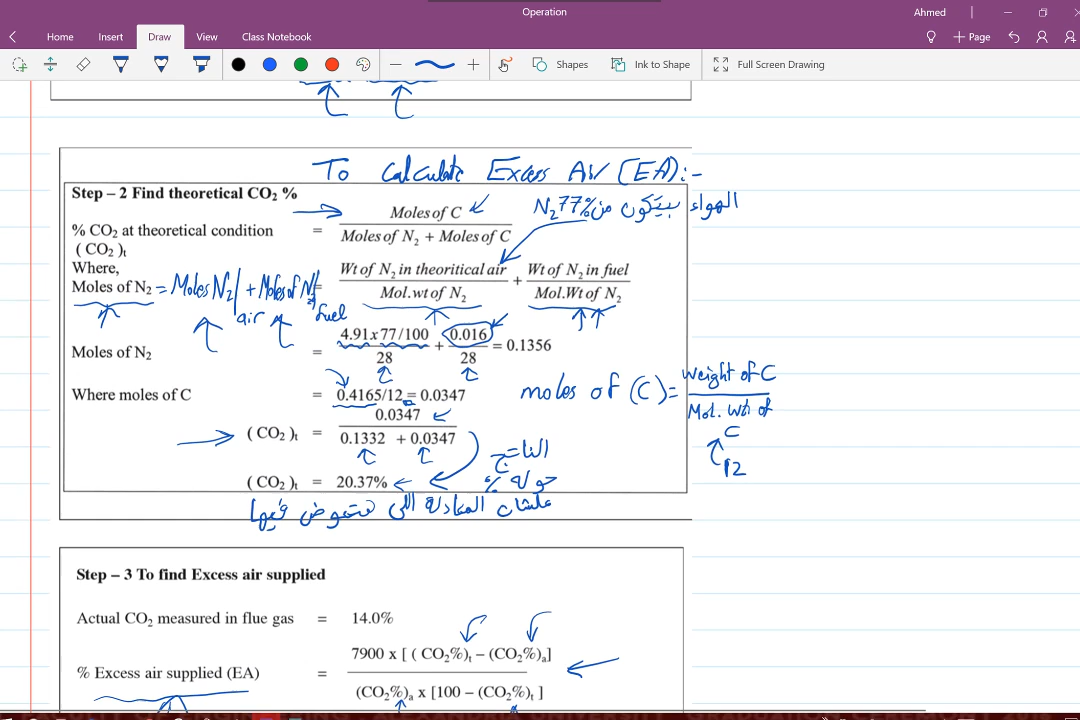 Operation
Ahmed
Home Insert Draw View Class Notebook
Page
Shapes Ink to Shape Full Screen Drawing
To Calculate Excess Air (EA):-
Step – 2 Find theoretical CO₂ %
الهواء بيتكون من N₂ 77%
% CO₂ at theoretical condition = Moles of C / Moles of N₂ + Moles of C
( CO₂ )t
Where,
Moles of N₂ = Moles N₂ air + Moles of N₂ fuel = Wt of N₂ in theoritical air / Mol. wt of N₂ + Wt of N₂ in fuel / Mol.Wt of N₂
Moles of N₂ = 4.91x 77/100 / 28 + 0.016 / 28 = 0.1356
Where moles of C = 0.4165/12 = 0.0347
moles of (C) = weight of C / Mol. wt of C
12
( CO₂ )t = 0.0347 / 0.1332 + 0.0347
الناتج
حوله %
( CO₂ )t = 20.37%
علشان المعادلة اللى هتعوض فيها
Step – 3 To find Excess air supplied
Actual CO₂ measured in flue gas = 14.0%
% Excess air supplied (EA) = 7900 x [ ( CO₂%)t – (CO₂%)a] / (CO₂%)a x [100 – (CO₂%)t ]